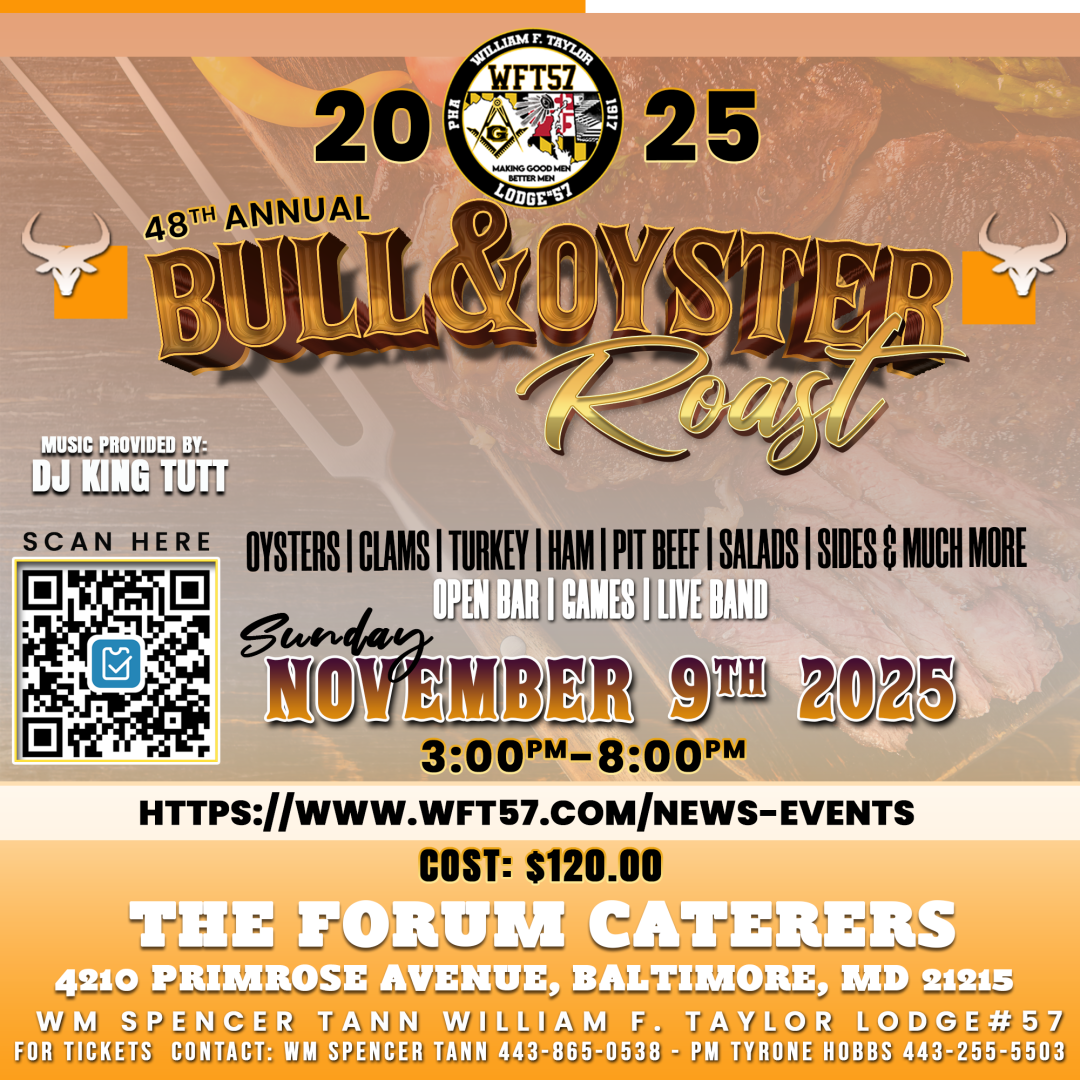 WILLIAM F. TAYLOR
PHA
WFT57
1917
G
MAKING GOOD MEN
BETTER MEN
LODGE#57
20 25
48TH ANNUAL
BULL & OYSTER
Roast
MUSIC PROVIDED BY:
DJ KING TUTT
SCAN HERE
OYSTERS | CLAMS | TURKEY | HAM | PIT BEEF | SALADS | SIDES & MUCH MORE
OPEN BAR | GAMES | LIVE BAND
Sunday
NOVEMBER 9TH 2025
3:00PM-8:00PM
HTTPS://WWW.WFT57.COM/NEWS-EVENTS
COST: $120.00
THE FORUM CATERERS
4210 PRIMROSE AVENUE, BALTIMORE, MD 21215
WM SPENCER TANN WILLIAM F. TAYLOR LODGE#57
FOR TICKETS CONTACT: WM SPENCER TANN 443-865-0538 - PM TYRONE HOBBS 443-255-5503